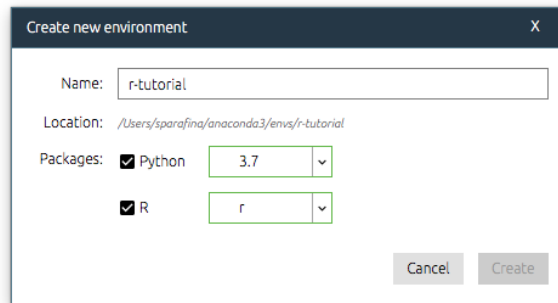 Create new environment X
Name: r-tutorial
Location: /Users/sparafina/anaconda3/envs/r-tutorial
Packages: Python 3.7
R r
Cancel Create